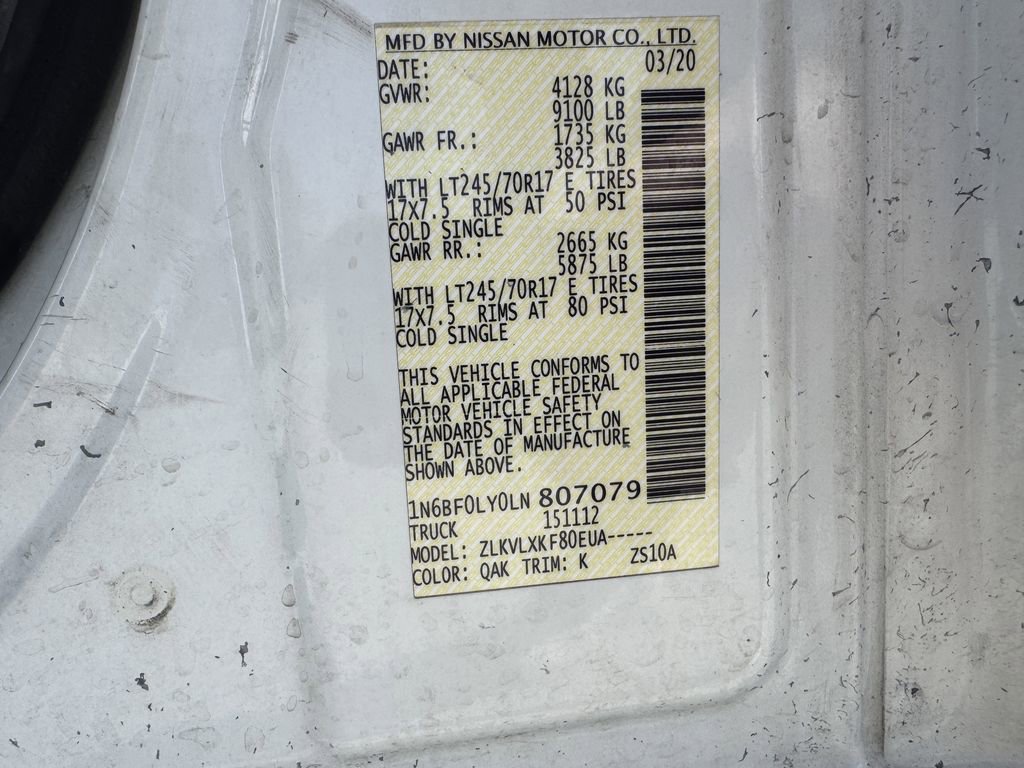 MFD BY NISSAN MOTOR CO., LTD.
DATE: 03/20
GVWR: 4128 KG
9100 LB
GAWR FR.: 1735 KG
3825 LB
WITH LT245/70R17 E TIRES
17X7.5 RIMS AT 50 PSI
COLD SINGLE
GAWR RR.: 2665 KG
5875 LB
WITH LT245/70R17 E TIRES
17X7.5 RIMS AT 80 PSI
COLD SINGLE
THIS VEHICLE CONFORMS TO
ALL APPLICABLE FEDERAL
MOTOR VEHICLE SAFETY
STANDARDS IN EFFECT ON
THE DATE OF MANUFACTURE
SHOWN ABOVE.
1N6BF0LY0LN 807079
TRUCK 151112
MODEL: ZLKVLXKF80EUA-----
COLOR: QAK TRIM: K ZS10A